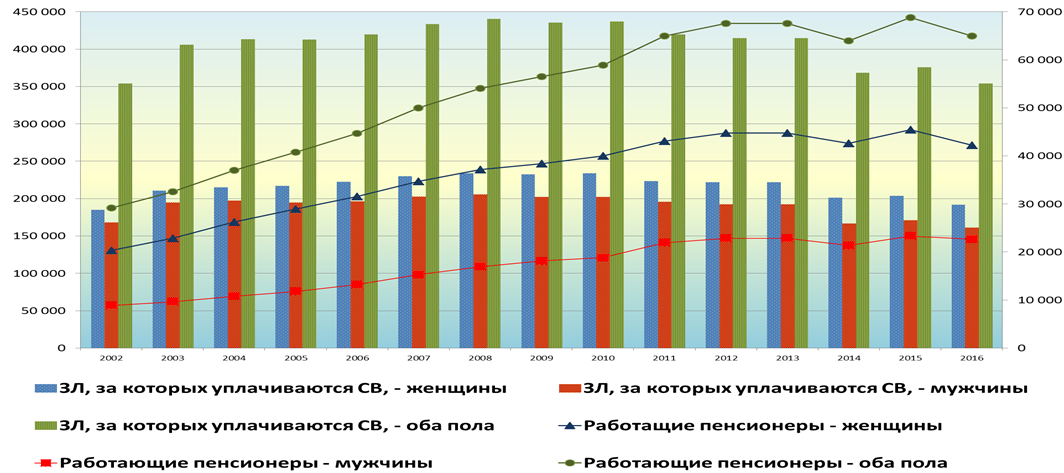 450 000
400 000
350 000
300 000
250 000
200 000
150 000
100 000
50 000
0
70 000
60 000
50 000
40 000
30 000
20 000
10 000
0
2002 2003 2004 2005 2006 2007 2008 2009 2010 2011 2012 2013 2014 2015 2016
ЗЛ, за которых уплачиваются СВ, - женщины
ЗЛ, за которых уплачиваются СВ, - мужчины
ЗЛ, за которых уплачиваются СВ, - оба пола
Работащие пенсионеры - женщины
Работающие пенсионеры - мужчины
Работающие пенсионеры - оба пола